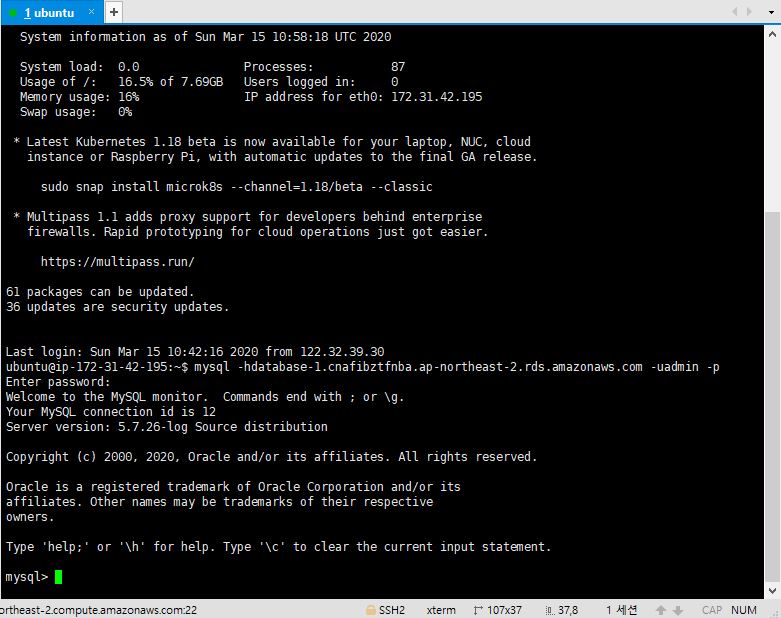 1 ubuntu × +
System information as of Sun Mar 15 10:58:18 UTC 2020
System load:  0.0               Processes:           87
Usage of /:   16.5% of 7.69GB   Users logged in:     0
Memory usage: 16%               IP address for eth0: 172.31.42.195
Swap usage:   0%
* Latest Kubernetes 1.18 beta is now available for your laptop, NUC, cloud
instance or Raspberry Pi, with automatic updates to the final GA release.
sudo snap install microk8s --channel=1.18/beta --classic
* Multipass 1.1 adds proxy support for developers behind enterprise
firewalls. Rapid prototyping for cloud operations just got easier.
https://multipass.run/
61 packages can be updated.
36 updates are security updates.
Last login: Sun Mar 15 10:42:16 2020 from 122.32.39.30
ubuntu@ip-172-31-42-195:~$ mysql -hdatabase-1.cnafibztfnba.ap-northeast-2.rds.amazonaws.com -uadmin -p
Enter password:
Welcome to the MySQL monitor.  Commands end with ; or \g.
Your MySQL connection id is 12
Server version: 5.7.26-log Source distribution
Copyright (c) 2000, 2020, Oracle and/or its affiliates. All rights reserved.
Oracle is a registered trademark of Oracle Corporation and/or its
affiliates. Other names may be trademarks of their respective
owners.
Type 'help;' or '\h' for help. Type '\c' to clear the current input statement.
mysql>
ortheast-2.compute.amazonaws.com:22 SSH2 xterm 107x37 37,8 1 세션 CAP NUM